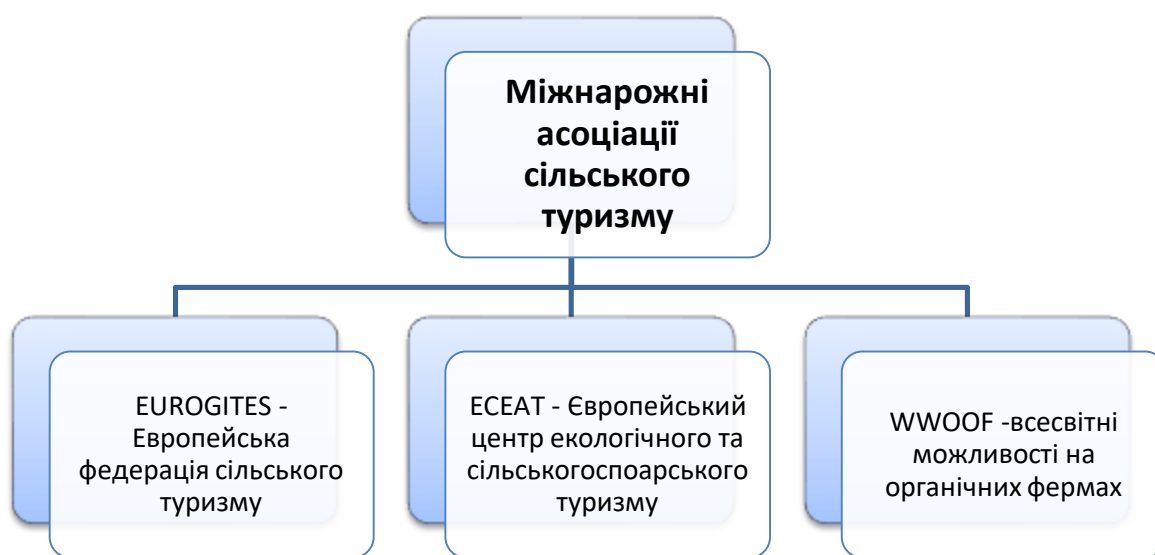 Міжнарожні
асоціації
сільського
туризму
EUROGITES -
Европейська
федерація сільського
туризму
ECEAT - Європейський
центр екологічного та
сільськогоспоарського
туризму
WWOOF -всесвітні
можливості на
органічних фермах